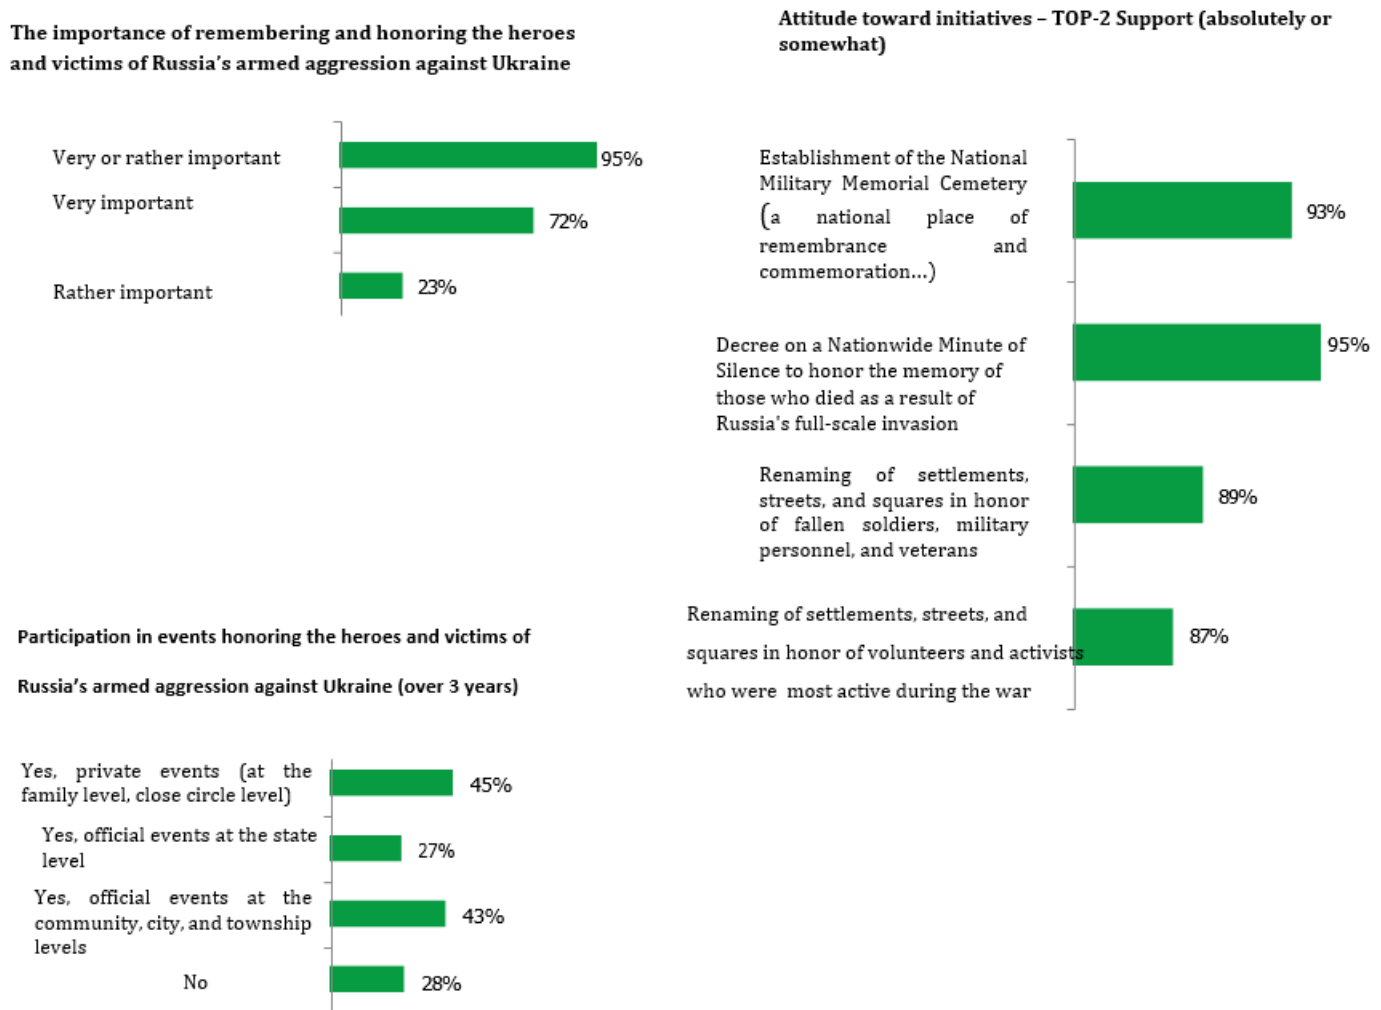 The importance of remembering and honoring the heroes
and victims of Russia's armed aggression against Ukraine
Very or rather important
95%
Very important
72%
Rather important
23%
Participation in events honoring the heroes and victims of
Russia's armed aggression against Ukraine (over 3 years)
Yes, private events (at the
family level, close circle level)
45%
Yes, official events at the state
level
27%
Yes, official events at the
community, city, and township
levels
43%
No
28%
Attitude toward initiatives – TOP-2 Support (absolutely or
somewhat)
Establishment of the National
Military Memorial Cemetery
(a national place of
remembrance and
commemoration...)
93%
Decree on a Nationwide Minute of
Silence to honor the memory of
those who died as a result of
Russia's full-scale invasion
95%
Renaming of settlements,
streets, and squares in honor
of fallen soldiers, military
personnel, and veterans
89%
Renaming of settlements, streets, and
squares in honor of volunteers and activists
who were most active during the war
87%